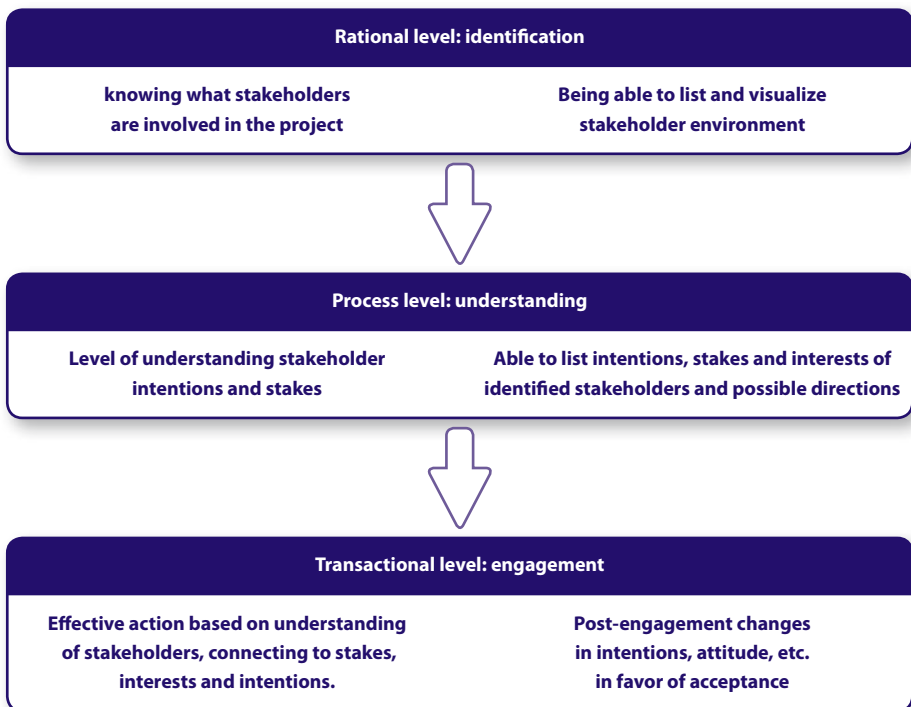 Rational level: identification
knowing what stakeholders
are involved in the project
Being able to list and visualize
stakeholder environment
Process level: understanding
Level of understanding stakeholder
intentions and stakes
Able to list intentions, stakes and interests of
identified stakeholders and possible directions
Transactional level: engagement
Effective action based on understanding
of stakeholders, connecting to stakes,
interests and intentions.
Post-engagement changes
in intentions, attitude, etc.
in favor of acceptance